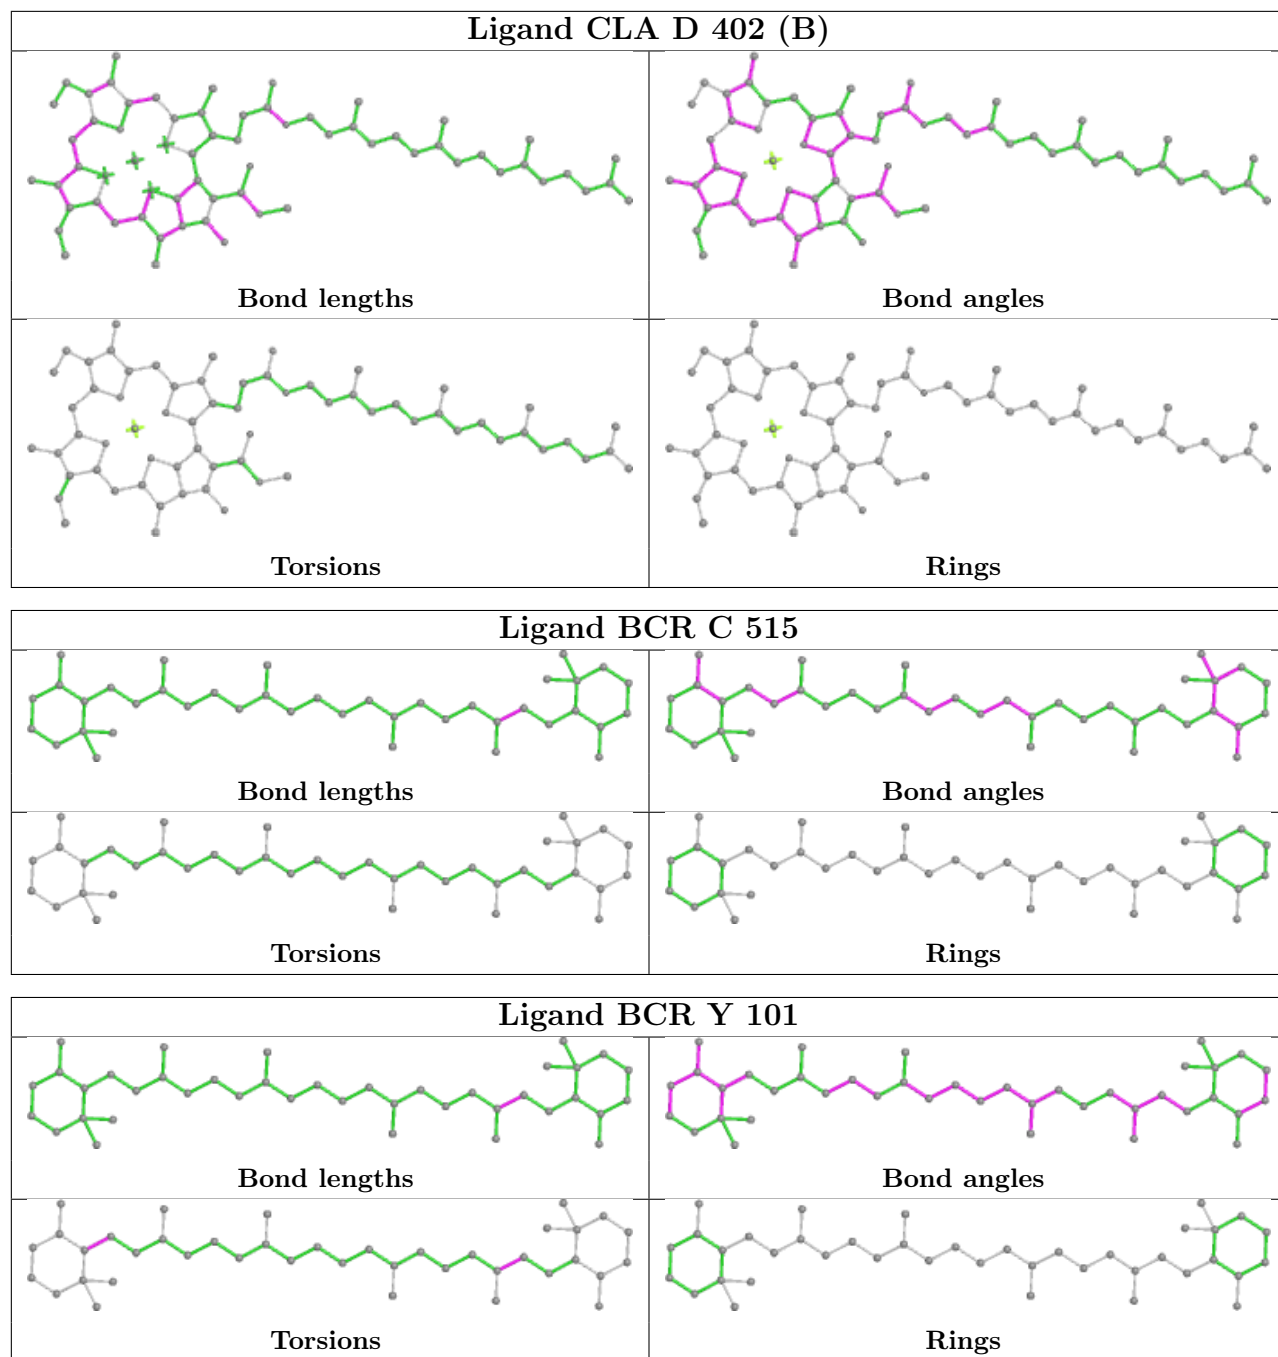 Ligand CLA D 402 (B)
Bond lengths
Bond angles
Torsions
Rings
Ligand BCR C 515
Bond lengths
Bond angles
Torsions
Rings
Ligand BCR Y 101
Bond lengths
Bond angles
Torsions
Rings